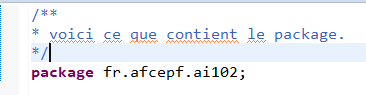 /**
* voici ce que contient le package.
*/
package fr.afcepf.ai102;